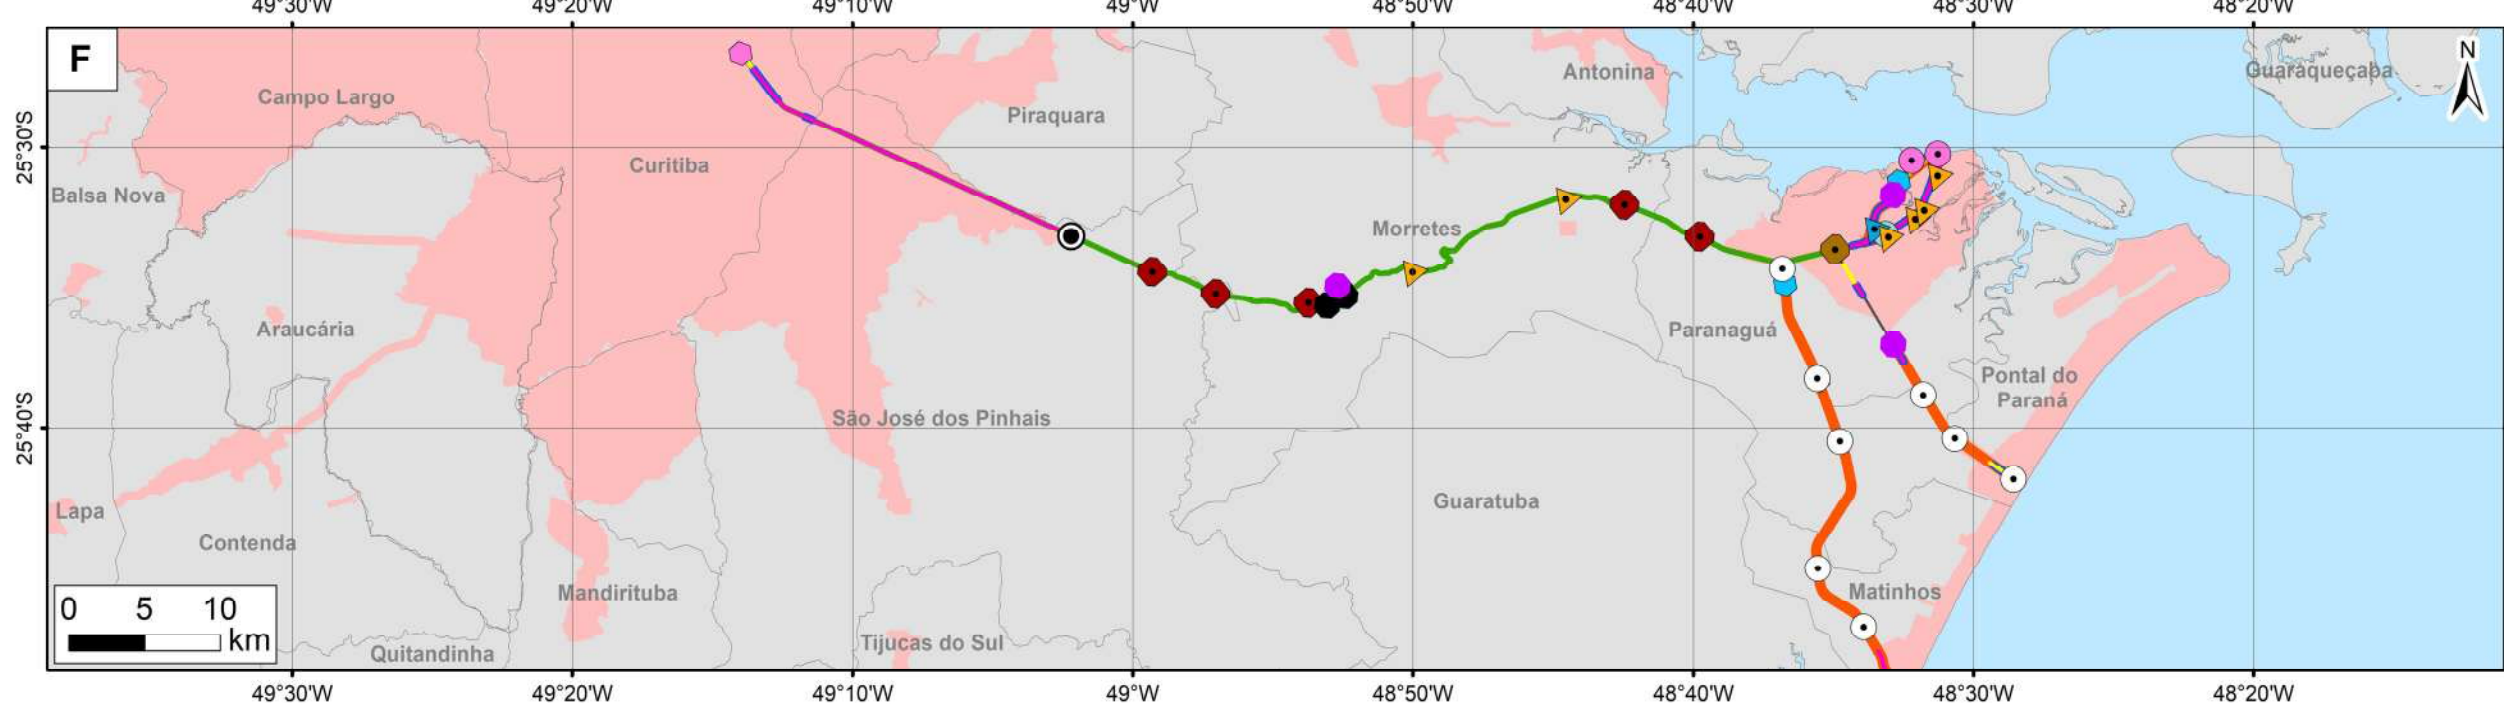 49°30'W 49°20'W 49°10'W 49°W 48°50'W 48°40'W 48°30'W 48°20'W
F
N
Antonina
Guaraqueçaba
Campo Largo
Piraquara
25°30'S
Curitiba
Balsa Nova
Morretes
Araucária
Paranaguá
Pontal do
Paraná
São José dos Pinhais
25°40'S
Guaratuba
Lapa
Contenda
Mandirituba
Matinhos
0 5 10
km
Tijucas do Sul
Quitandinha
49°30'W 49°20'W 49°10'W 49°W 48°50'W 48°40'W 48°30'W 48°20'W